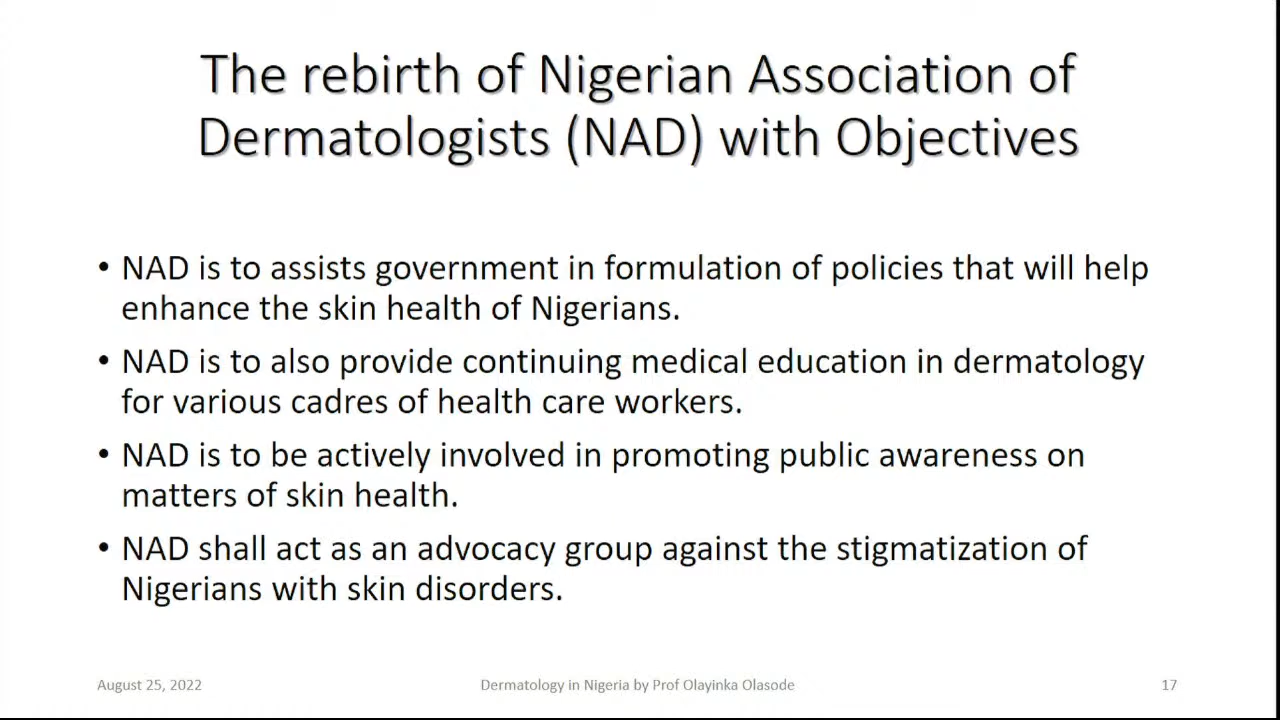 The rebirth of Nigerian Association of
Dermatologists (NAD) with Objectives
• NAD is to assists government in formulation of policies that will help
enhance the skin health of Nigerians.
• NAD is to also provide continuing medical education in dermatology
for various cadres of health care workers.
• NAD is to be actively involved in promoting public awareness on
matters of skin health.
• NAD shall act as an advocacy group against the stigmatization of
Nigerians with skin disorders.
August 25, 2022
Dermatology in Nigeria by Prof Olayinka Olasode
17